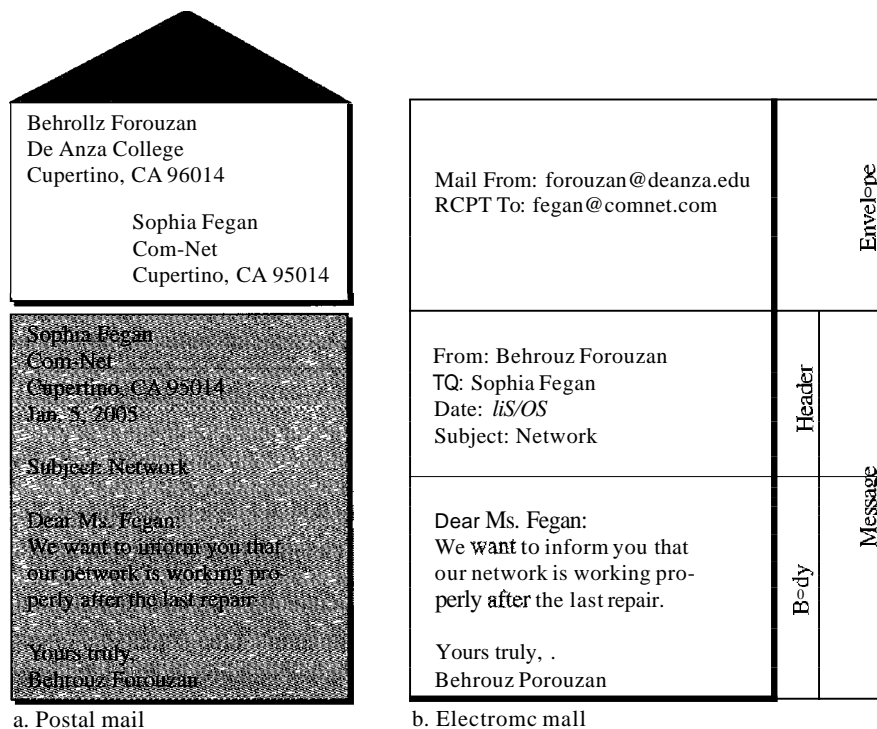 Behrollz Forouzan
De Anza College
Cupertino, CA 96014
Sophia Fegan
Com-Net
Cupertino, CA 95014
Sophia Fegan
Com-Net
Cupertino, CA 95014
Jan. 5, 2005
Subject: Network
Dear Ms. Fegan:
We want to inform you that
our network is working pro-
perly after the last repair.
Yours truly,
Behrouz Forouzan
a. Postal mail
Mail From: forouzan@deanza.edu
RCPT To: fegan@comnet.com
Envelope
From: Behrouz Forouzan
TQ: Sophia Fegan
Date: liS/OS
Subject: Network
Header
Dear Ms. Fegan:
We want to inform you that
our network is working pro-
perly after the last repair.
Yours truly, .
Behrouz Porouzan
Body
Message
b. Electromc mall